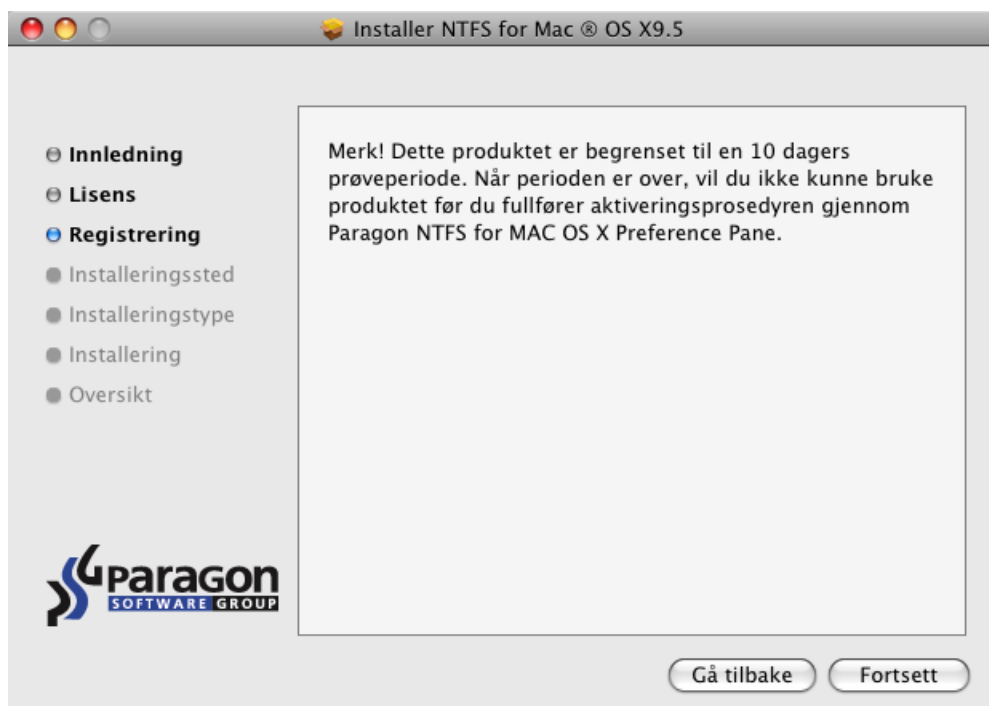 Installer NTFS for Mac ® OS X9.5
Innledning
Lisens
Registrering
Installeringssted
Installeringstype
Installering
Oversikt
Merk! Dette produktet er begrenset til en 10 dagers
prøveperiode. Når perioden er over, vil du ikke kunne bruke
produktet før du fullfører aktiveringsprosedyren gjennom
Paragon NTFS for MAC OS X Preference Pane.
Paragon
SOFTWARE GROUP
Gå tilbake
Fortsett